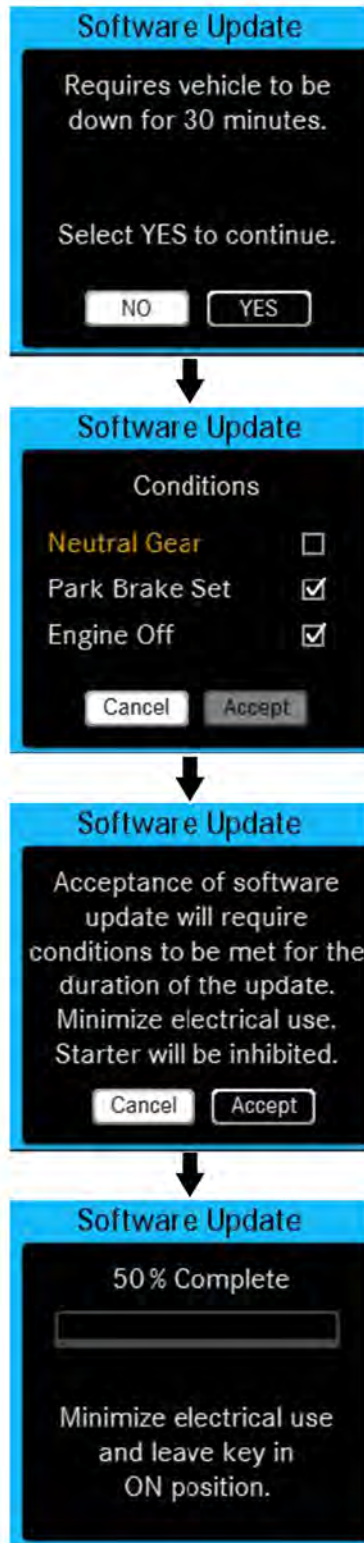 Software Update
Requires vehicle to be
down for 30 minutes.
Select YES to continue.
NO YES
Software Update
Conditions
Neutral Gear
Park Brake Set
Engine Off
Cancel Accept
Software Update
Acceptance of software
update will require
conditions to be met for the
duration of the update.
Minimize electrical use.
Starter will be inhibited.
Cancel Accept
Software Update
50% Complete
Minimize electrical use
and leave key in
ON position.